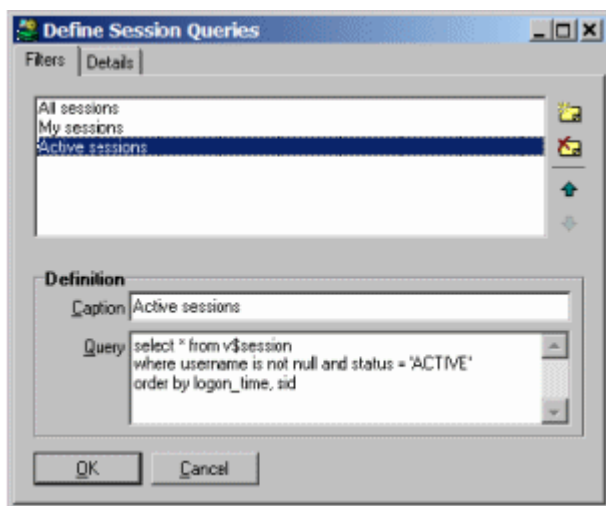 Define Session Queries
Filters Details
All sessions
My sessions
Active sessions
Definition
Caption Active sessions
Query select * from v$session
where username is not null and status = 'ACTIVE'
order by logon_time, sid
OK Cancel